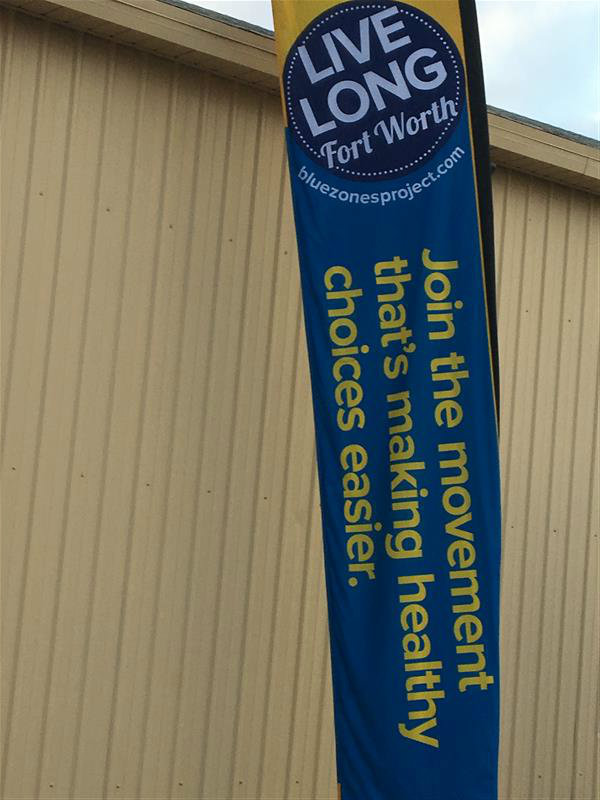 LIVE
LONG
Fort Worth
bluezonesproject.com
Join the movement
that's making healthy
choices easier.